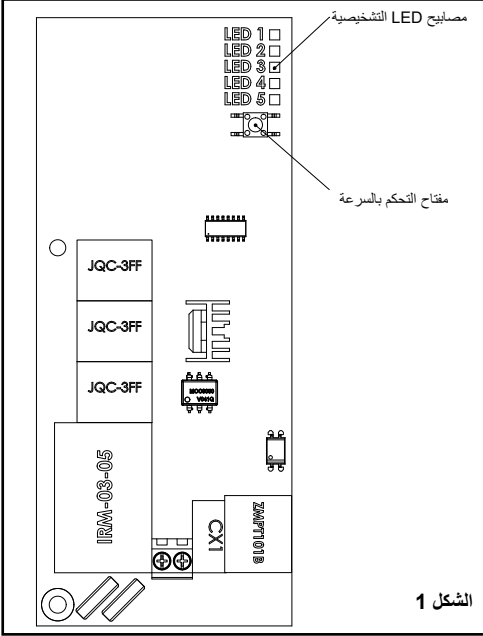 مصابيح LED التشخيصية
LED 1
LED 2
LED 3
LED 4
LED 5
مفتاح التحكم بالسرعة
JQC-3FF
JQC-3FF
JQC-3FF
V041Q
IRM-03-05
CX1
ZMPT101B
الشكل 1